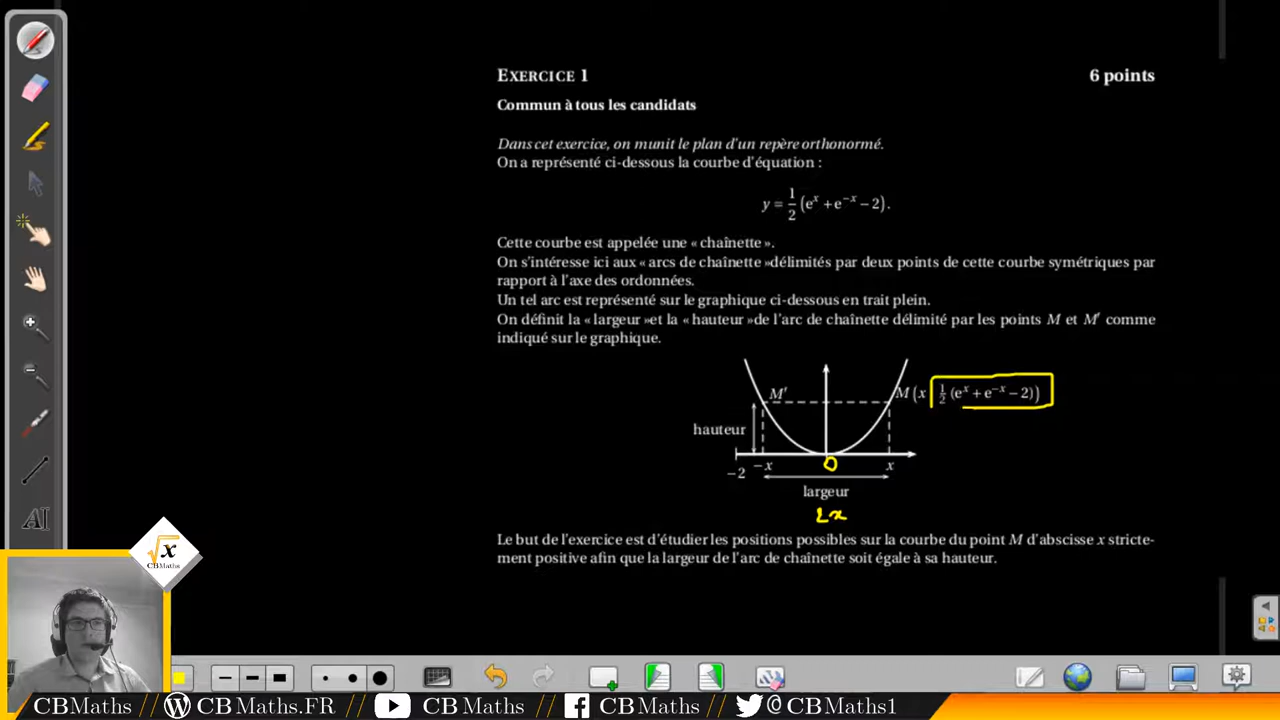 EXERCICE 1
6 points
Commun à tous les candidats
Dans cet exercice, on munit le plan d'un repère orthonormé.
On a représenté ci-dessous la courbe d'équation :
y = 1/2 (e^x + e^−x − 2).
Cette courbe est appelée une « chaînette ».
On s'intéresse ici aux « arcs de chaînette »délimités par deux points de cette courbe symétriques par
rapport à l'axe des ordonnées.
Un tel arc est représenté sur le graphique ci-dessous en trait plein.
On définit la « largeur »et la « hauteur »de l'arc de chaînette délimité par les points M et M′ comme
indiqué sur le graphique.
M′
M (x 1/2 (e^x + e^−x − 2))
hauteur
−2
−x
0
x
largeur
2x
Le but de l'exercice est d'étudier les positions possibles sur la courbe du point M d'abscisse x stricte-
ment positive afin que la largeur de l'arc de chaînette soit égale à sa hauteur.
AI
√x
CBMaths
CBMaths CBMaths.FR CBMaths CBMaths @CBMaths1